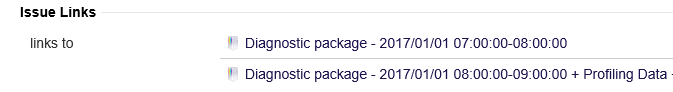 Issue Links
links to
Diagnostic package - 2017/01/01 07:00:00-08:00:00
Diagnostic package - 2017/01/01 08:00:00-09:00:00 + Profiling Data -